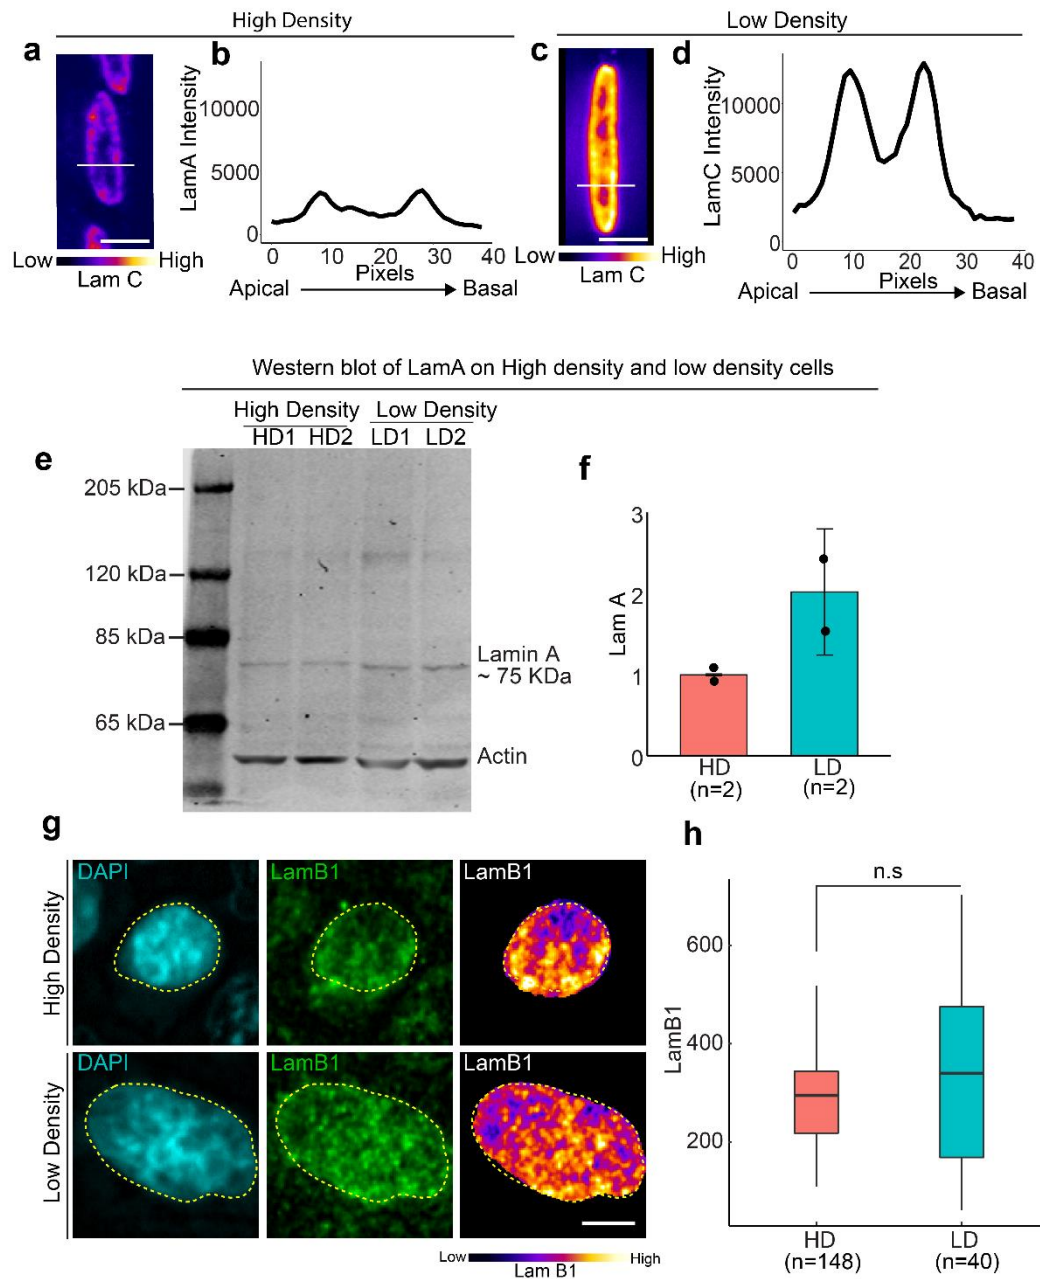 High Density
Low Density
a
b
c
d
LamA Intensity
10000
5000
0
0 10 20 30 40
Pixels
Apical Basal
Low High
Lam C
LamC Intensity
10000
5000
0
0 10 20 30 40
Pixels
Apical Basal
Low High
Lam C
Western blot of LamA on High density and low density cells
High Density Low Density
HD1 HD2 LD1 LD2
e
205 kDa
120 kDa
85 kDa
65 kDa
Lamin A
~ 75 KDa
Actin
f
Lam A
3
2
1
0
HD LD
(n=2) (n=2)
g
High Density
DAPI LamB1 LamB1
Low Density
DAPI LamB1 LamB1
Low High
Lam B1
h
n.s
LamB1
600
400
200
HD LD
(n=148) (n=40)